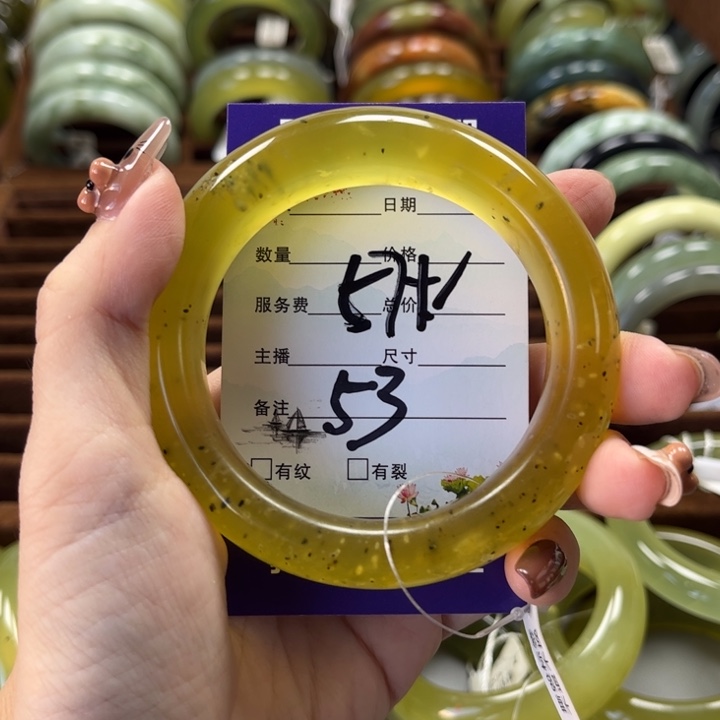 日期
数量 价格
57H/
服务费 总价
主播 尺寸
53
备注
有纹 有裂